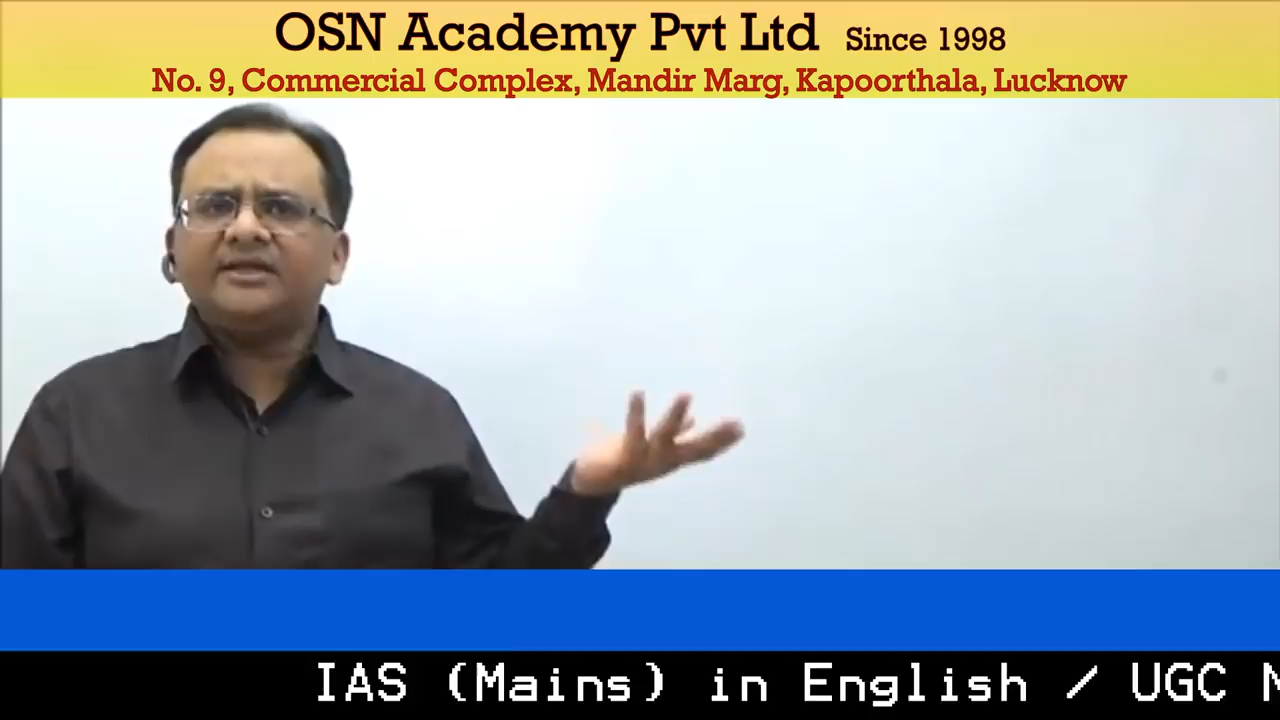 OSN Academy Pvt Ltd Since 1998
No. 9, Commercial Complex, Mandir Marg, Kapoorthala, Lucknow
IAS (Mains) in English / UGC